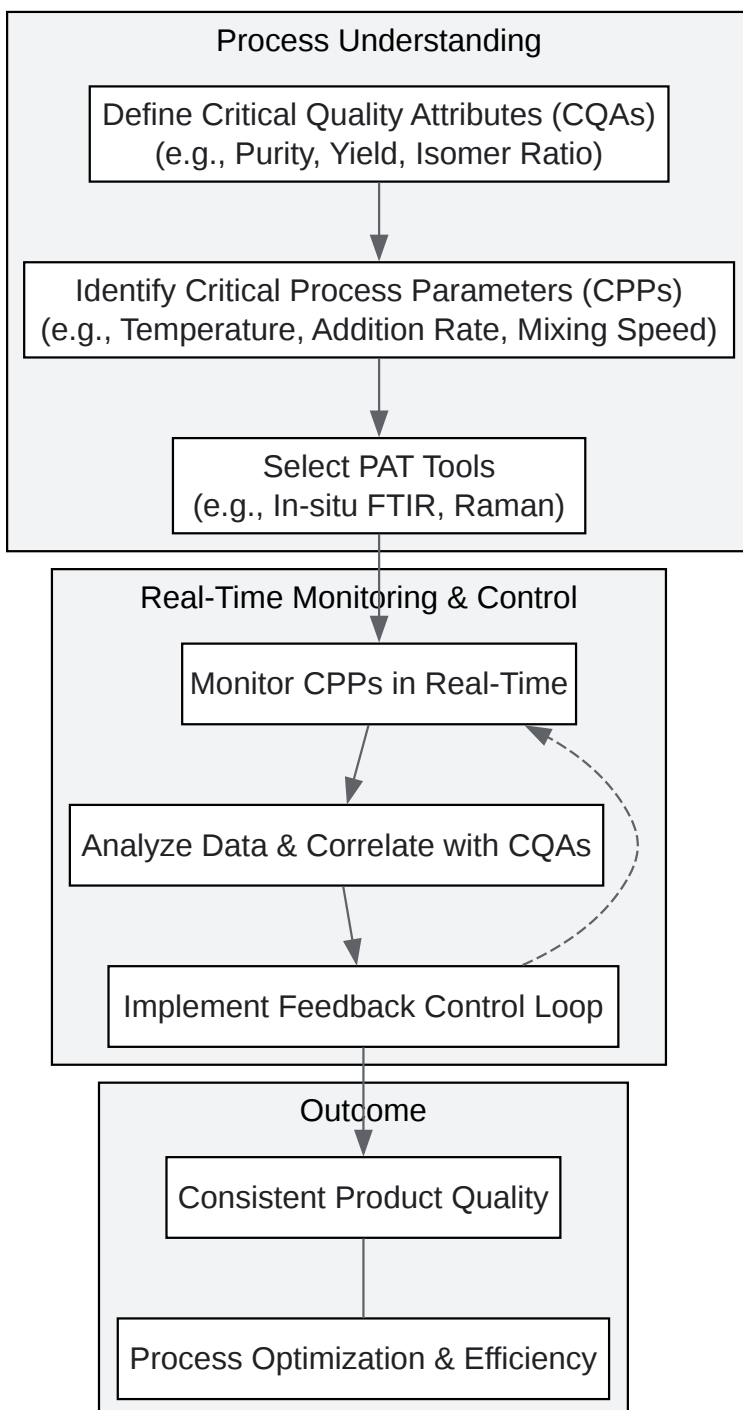 Process Understanding
Define Critical Quality Attributes (CQAs)
(e.g., Purity, Yield, Isomer Ratio)
Identify Critical Process Parameters (CPPs)
(e.g., Temperature, Addition Rate, Mixing Speed)
Select PAT Tools
(e.g., In-situ FTIR, Raman)
Real-Time Monitoring & Control
Monitor CPPs in Real-Time
Analyze Data & Correlate with CQAs
Implement Feedback Control Loop
Outcome
Consistent Product Quality
Process Optimization & Efficiency